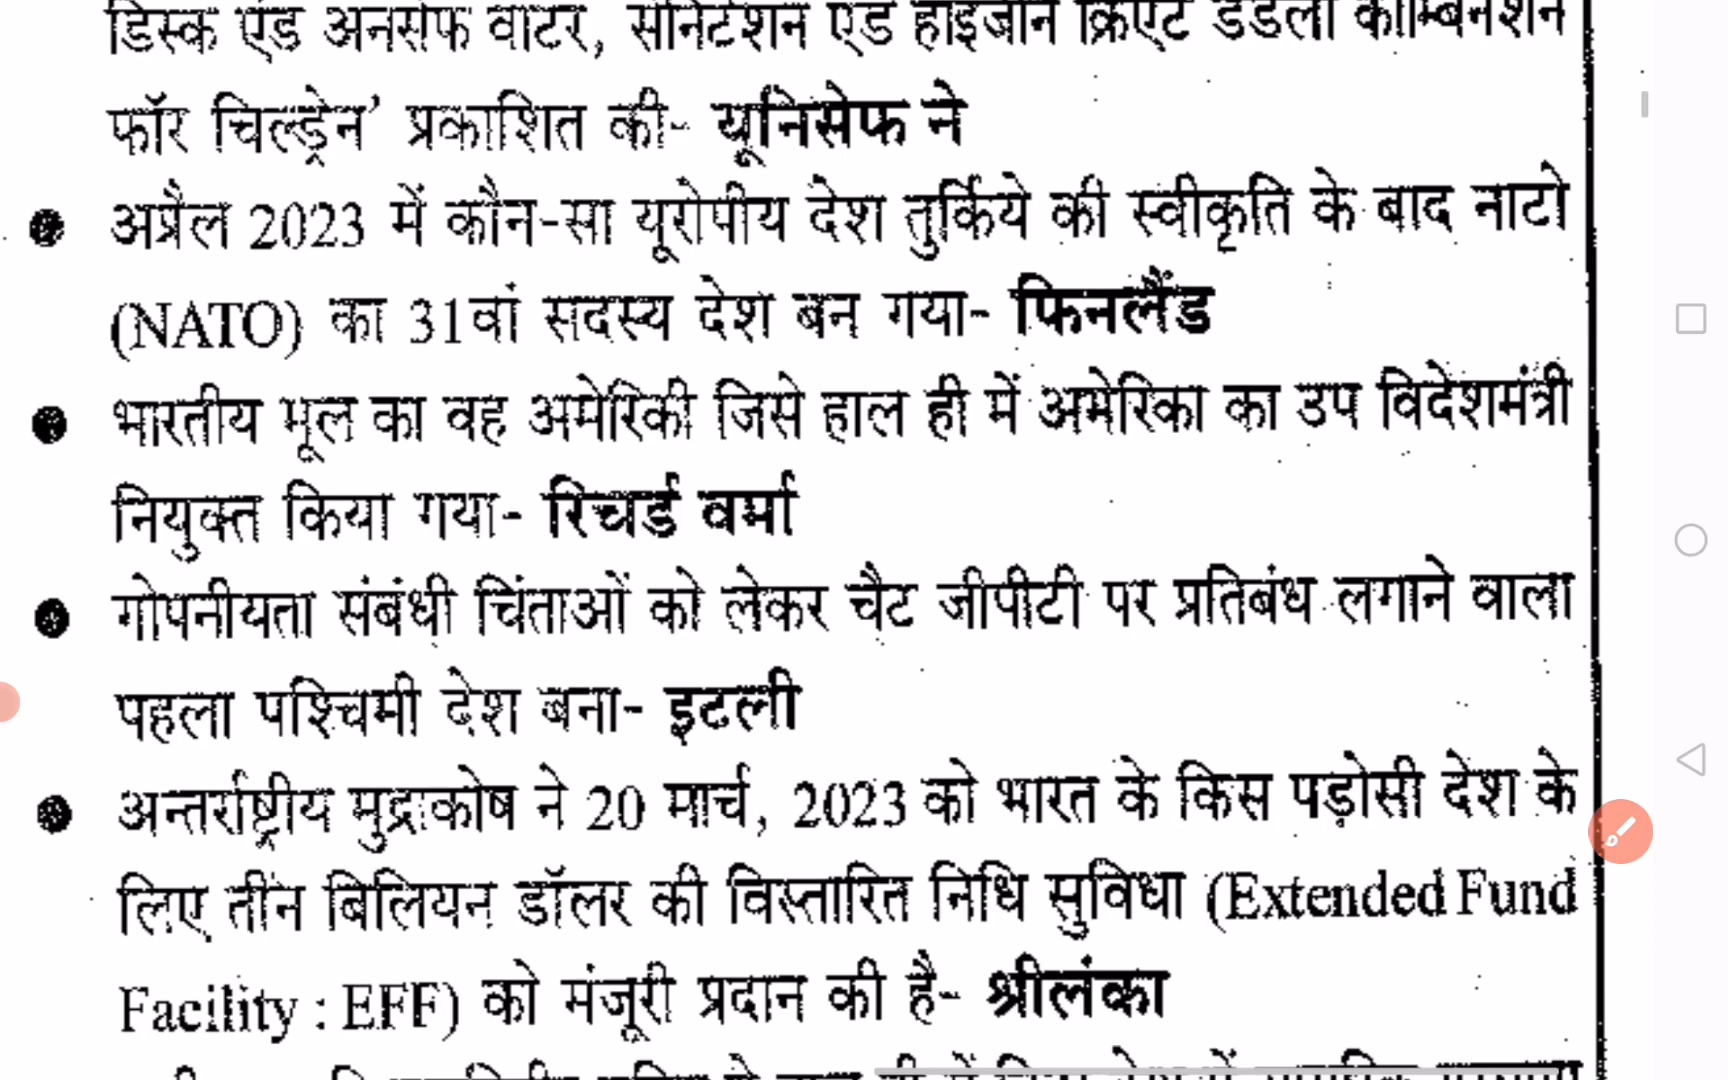 डिस्क एंड अनसेफ वाटर, सैनिटेशन एंड हाइजीन क्रिएट डेडली कॉम्बिनेशन
फॉर चिल्ड्रेन’ प्रकाशित की- यूनिसेफ ने
● अप्रैल 2023 में कौन-सा यूरोपीय देश तुर्किये की स्वीकृति के बाद नाटो
(NATO) का 31वां सदस्य देश बन गया- फिनलैंड
● भारतीय मूल का वह अमेरिकी जिसे हाल ही में अमेरिका का उप विदेशमंत्री
नियुक्त किया गया- रिचर्ड वर्मा
● गोपनीयता संबंधी चिंताओं को लेकर चैट जीपीटी पर प्रतिबंध लगाने वाला
पहला पश्चिमी देश बना- इटली
● अन्तर्राष्ट्रीय मुद्राकोष ने 20 मार्च, 2023 को भारत के किस पड़ोसी देश के
लिए तीन बिलियन डॉलर की विस्तारित निधि सुविधा (Extended Fund
Facility : EFF) को मंजूरी प्रदान की है- श्रीलंका